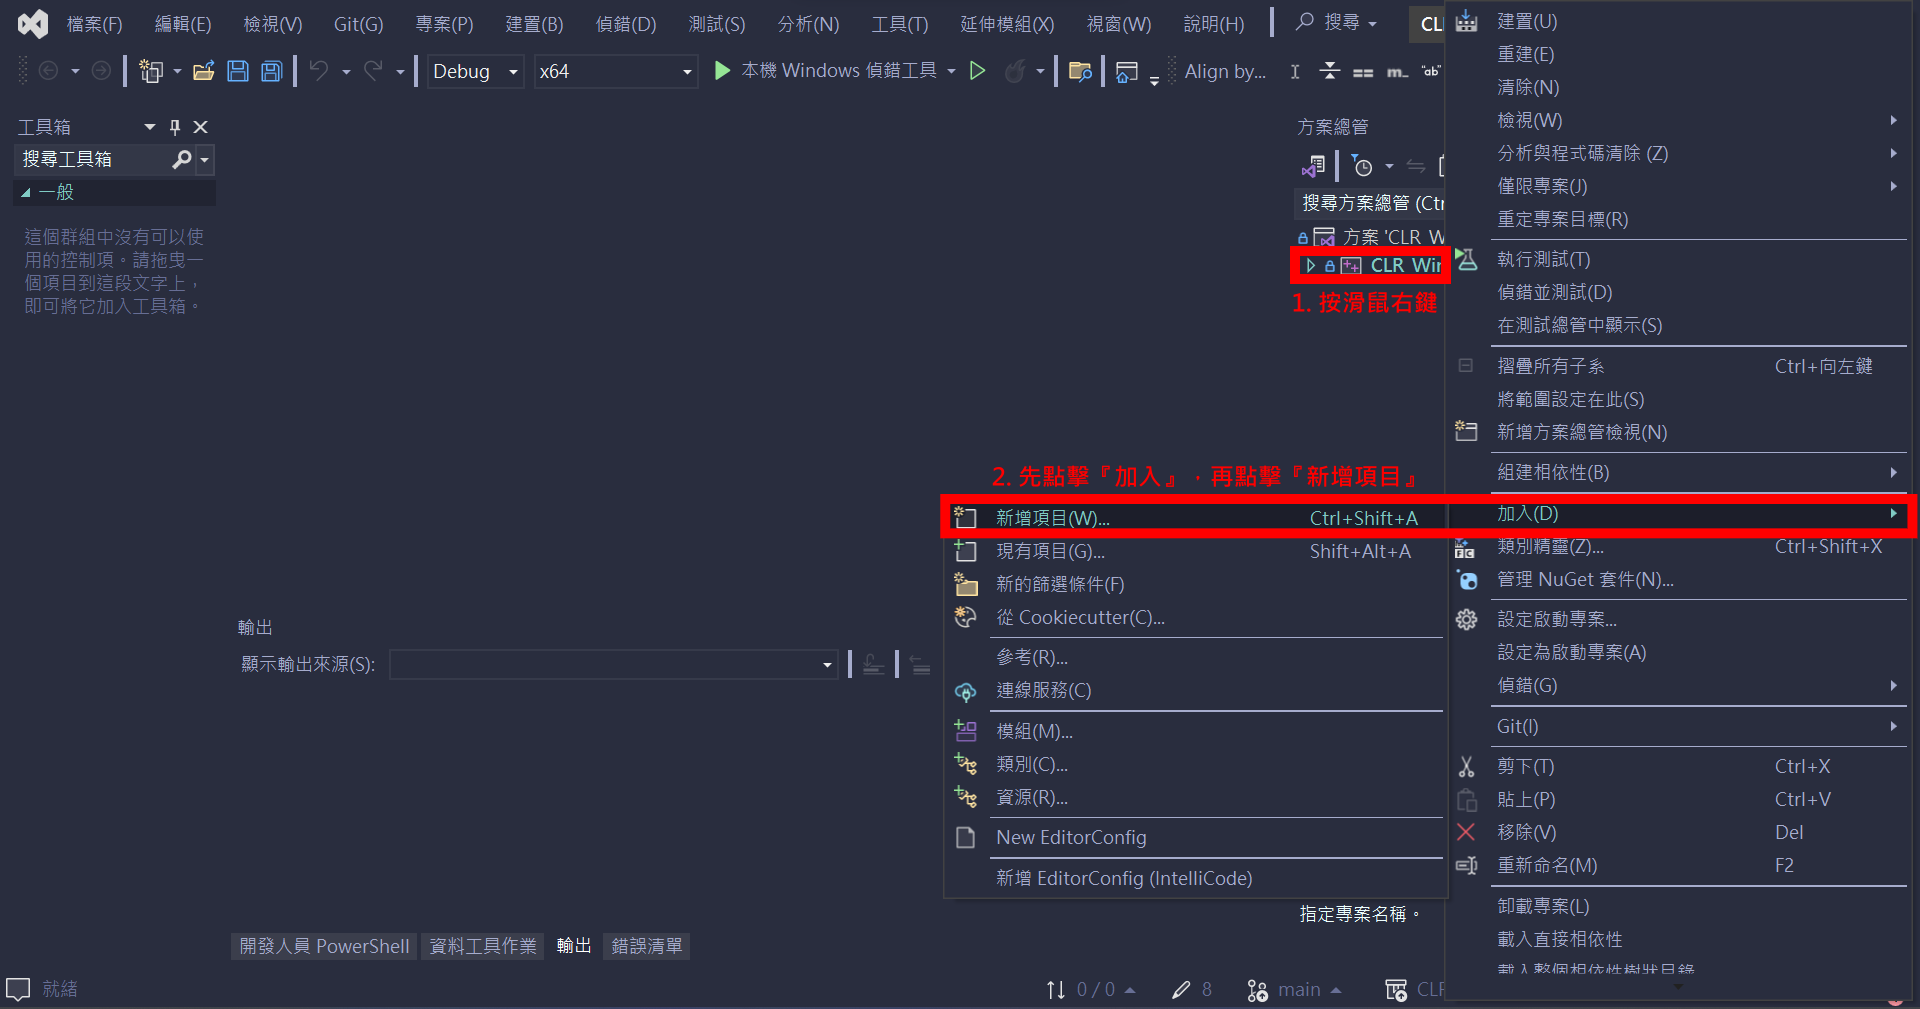 檔案(F) 編輯(E) 檢視(V) Git(G) 專案(P) 建置(B) 偵錯(D) 測試(S) 分析(N) 工具(T) 延伸模組(X) 視窗(W) 說明(H) 搜尋
Debug x64 本機 Windows 偵錯工具 Align by...
工具箱
搜尋工具箱
一般
這個群組中沒有可以使
用的控制項。請拖曳一
個項目到這段文字上，
即可將它加入工具箱。
方案總管
搜尋方案總管 (Ctr
方案 'CLR W
CLR Wir
1. 按滑鼠右鍵
2. 先點擊『加入』，再點擊『新增項目』
新增項目(W)... Ctrl+Shift+A
現有項目(G)... Shift+Alt+A
新的篩選條件(F)
從 Cookiecutter(C)...
參考(R)...
連線服務(C)
模組(M)...
類別(C)...
資源(R)...
New EditorConfig
新增 EditorConfig (IntelliCode)
建置(U)
重建(E)
清除(N)
檢視(W)
分析與程式碼清除 (Z)
僅限專案(J)
重定專案目標(R)
執行測試(T)
偵錯並測試(D)
在測試總管中顯示(S)
摺疊所有子系 Ctrl+向左鍵
將範圍設定在此(S)
新增方案總管檢視(N)
組建相依性(B)
加入(D)
類別精靈(Z)... Ctrl+Shift+X
管理 NuGet 套件(N)...
設定啟動專案...
設定為啟動專案(A)
偵錯(G)
Git(I)
剪下(T) Ctrl+X
貼上(P) Ctrl+V
移除(V) Del
重新命名(M) F2
卸載專案(L)
載入直接相依性
載入整個相依性樹狀目錄
輸出
顯示輸出來源(S):
指定專案名稱。
開發人員 PowerShell 資料工具作業 輸出 錯誤清單
就緒 0 / 0 8 main CLF